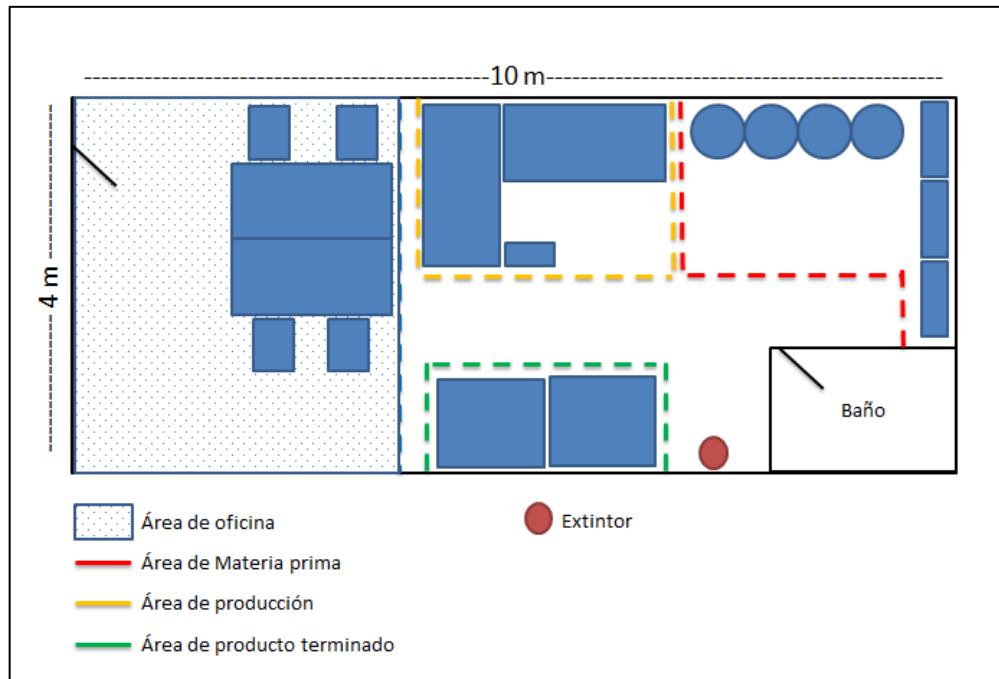 10 m
4 m
Baño
Área de oficina
Extintor
Área de Materia prima
Área de producción
Área de producto terminado